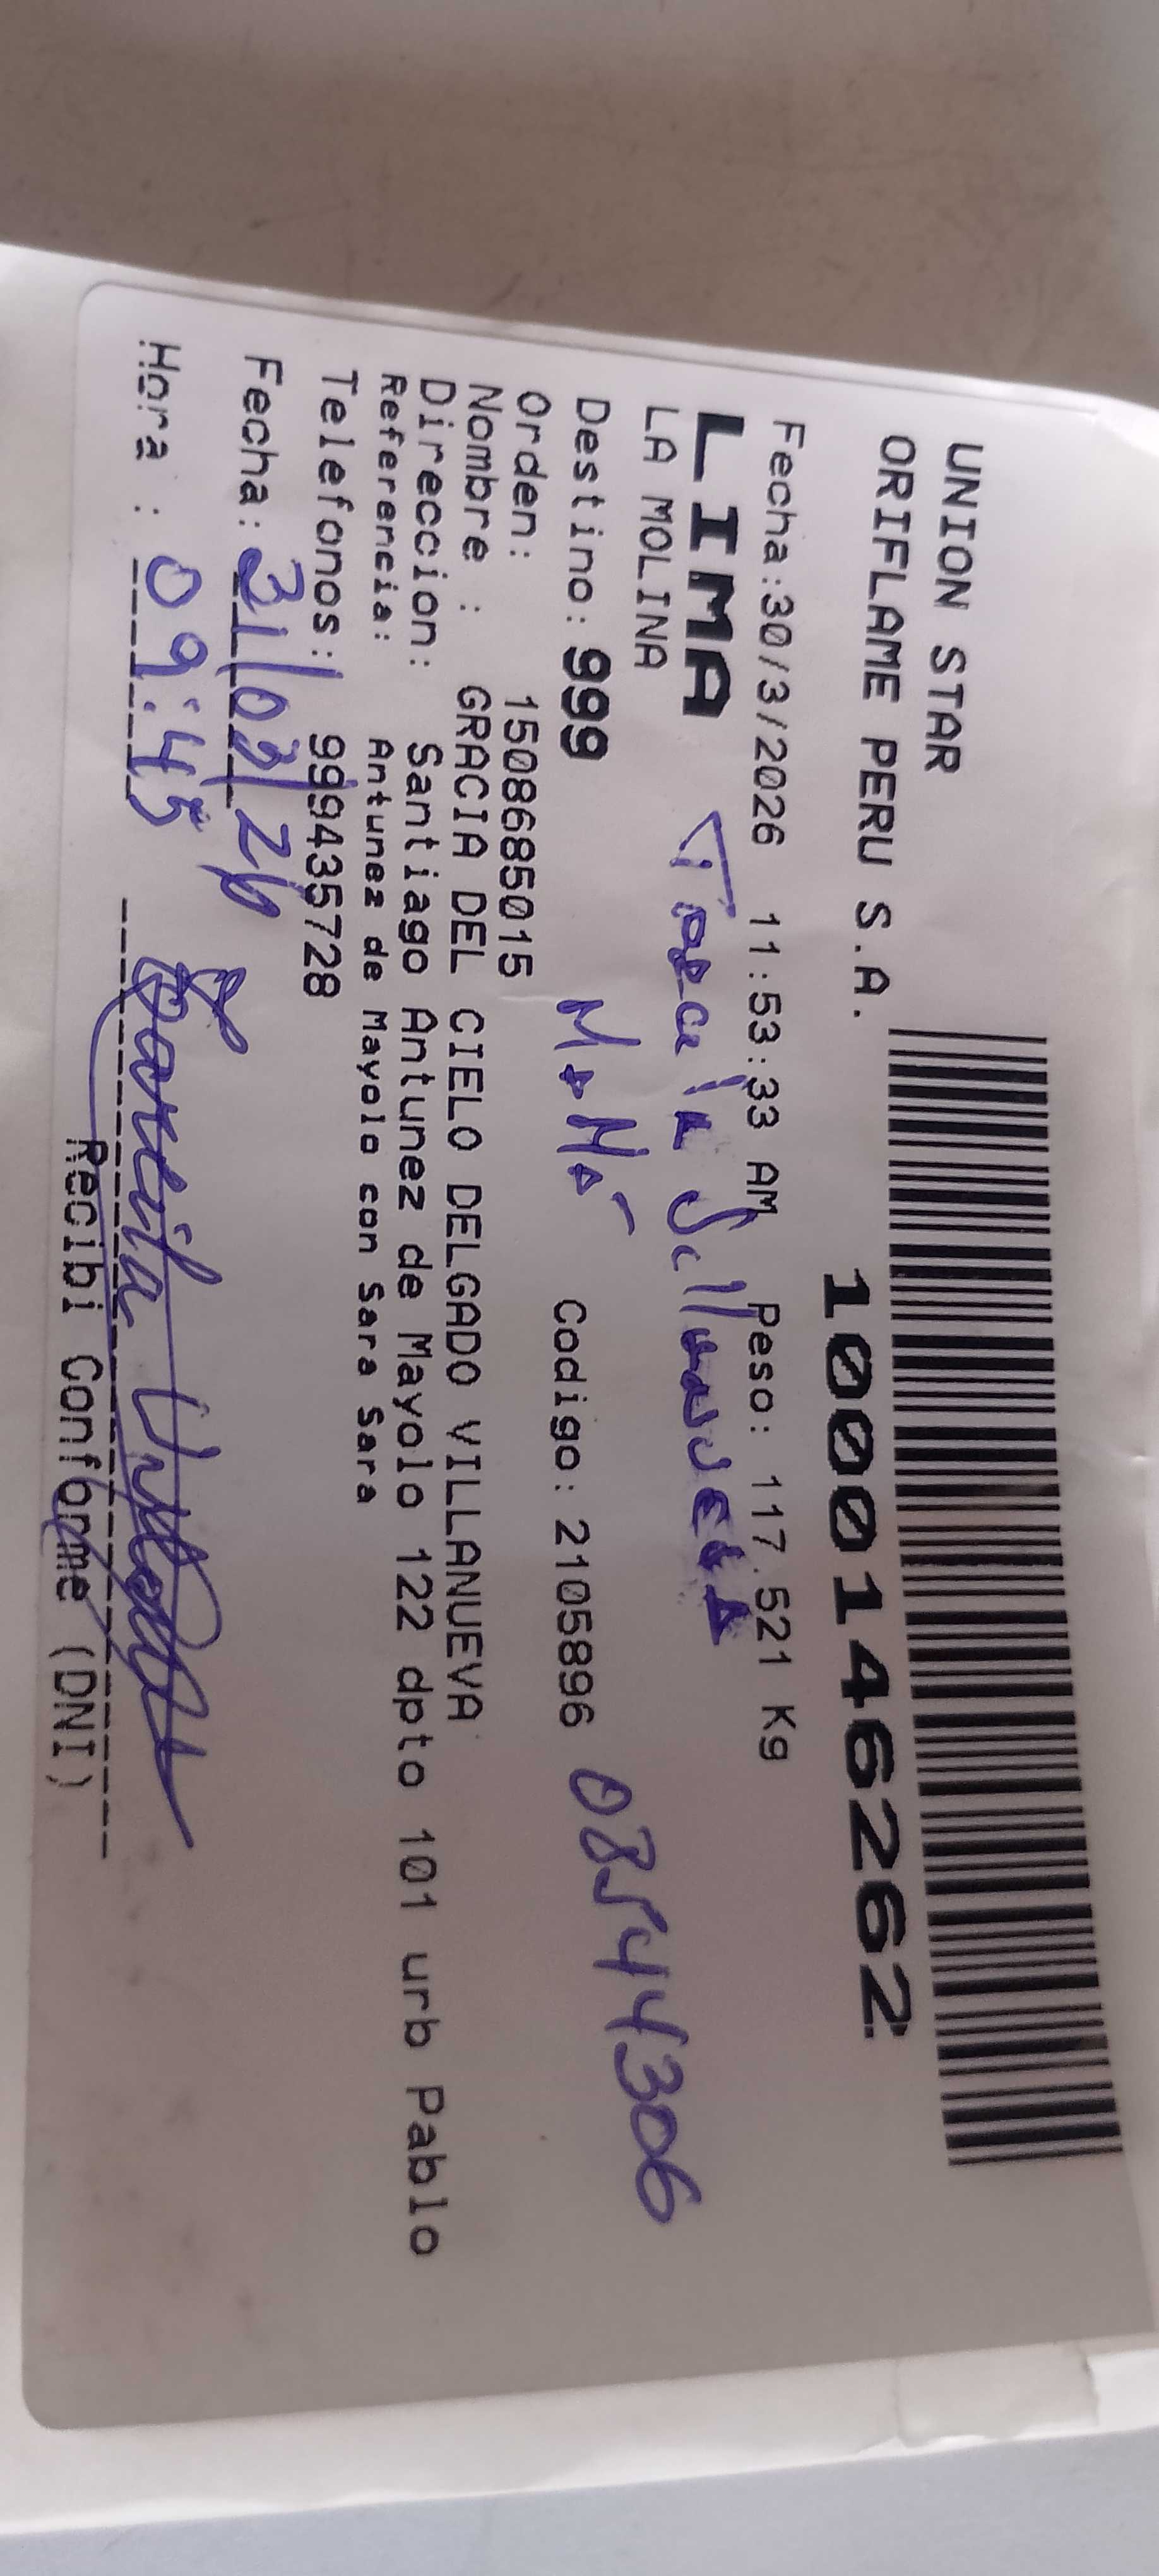 UNION STAR
ORIFLAME PERU S.A.
1000146262
Fecha:30/3/2026 11:53:33 AM Peso: 117.521 Kg
LIMA
LA MOLINA
MaMá
Destino: 999 Codigo: 2105896 08544306
Orden: 1508685015
Nombre : GRACIA DEL CIELO DELGADO VILLANUEVA
Direccion: Santiago Antunez de Mayolo 122 dpto 101 urb Pablo
Referencia: Antunez de Mayolo con Sara Sara
Telefonos: 999435728
Fecha: 31/03/26
Hora : 09:45
Recibi Conforme (DNI)